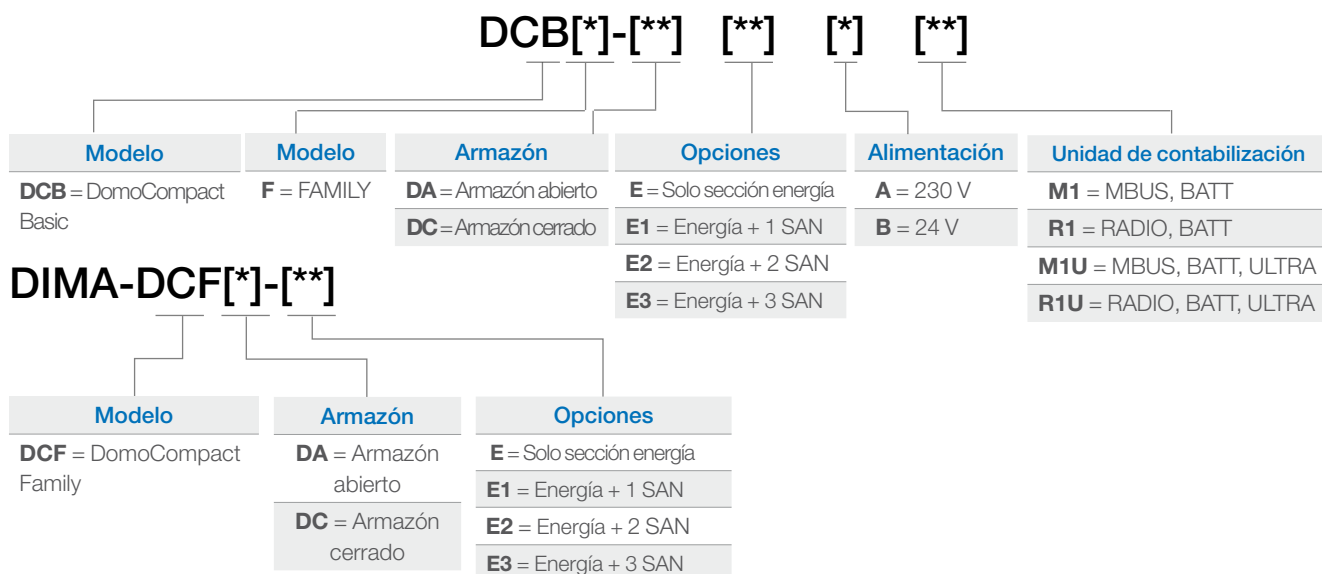 DCB[*]-[**] [**] [*] [**]
Modelo
DCB = DomoCompact
Basic
Modelo
F = FAMILY
Armazón
DA = Armazón abierto
DC = Armazón cerrado
Opciones
E = Solo sección energía
E1 = Energía + 1 SAN
E2 = Energía + 2 SAN
E3 = Energía + 3 SAN
Alimentación
A = 230 V
B = 24 V
Unidad de contabilización
M1 = MBUS, BATT
R1 = RADIO, BATT
M1U = MBUS, BATT, ULTRA
R1U = RADIO, BATT, ULTRA
DIMA-DCF[*]-[**]
Modelo
DCF = DomoCompact
Family
Armazón
DA = Armazón
abierto
DC = Armazón
cerrado
Opciones
E = Solo sección energía
E1 = Energía + 1 SAN
E2 = Energía + 2 SAN
E3 = Energía + 3 SAN